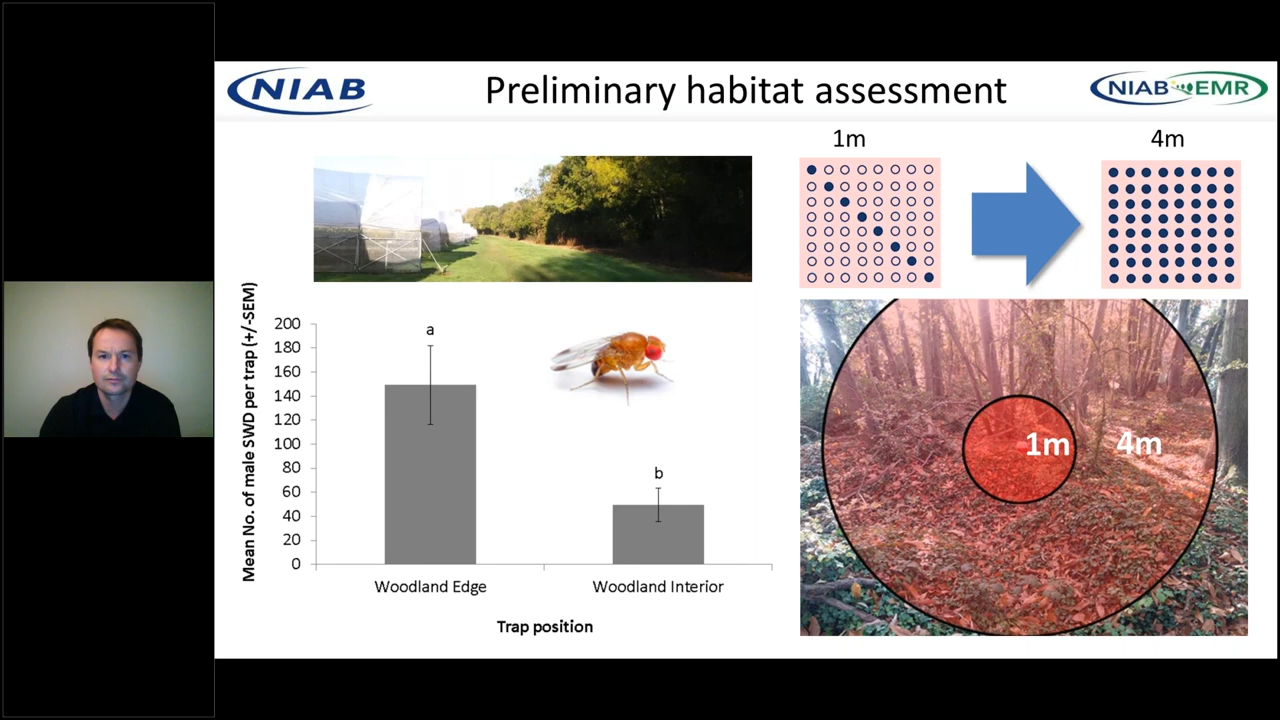 NIAB
Preliminary habitat assessment
NIAB EMR
1m
4m
Mean No. of male SWD per trap (+/-SEM)
200
180
160
140
120
100
80
60
40
20
0
a
b
Woodland Edge
Woodland Interior
Trap position
1m
4m